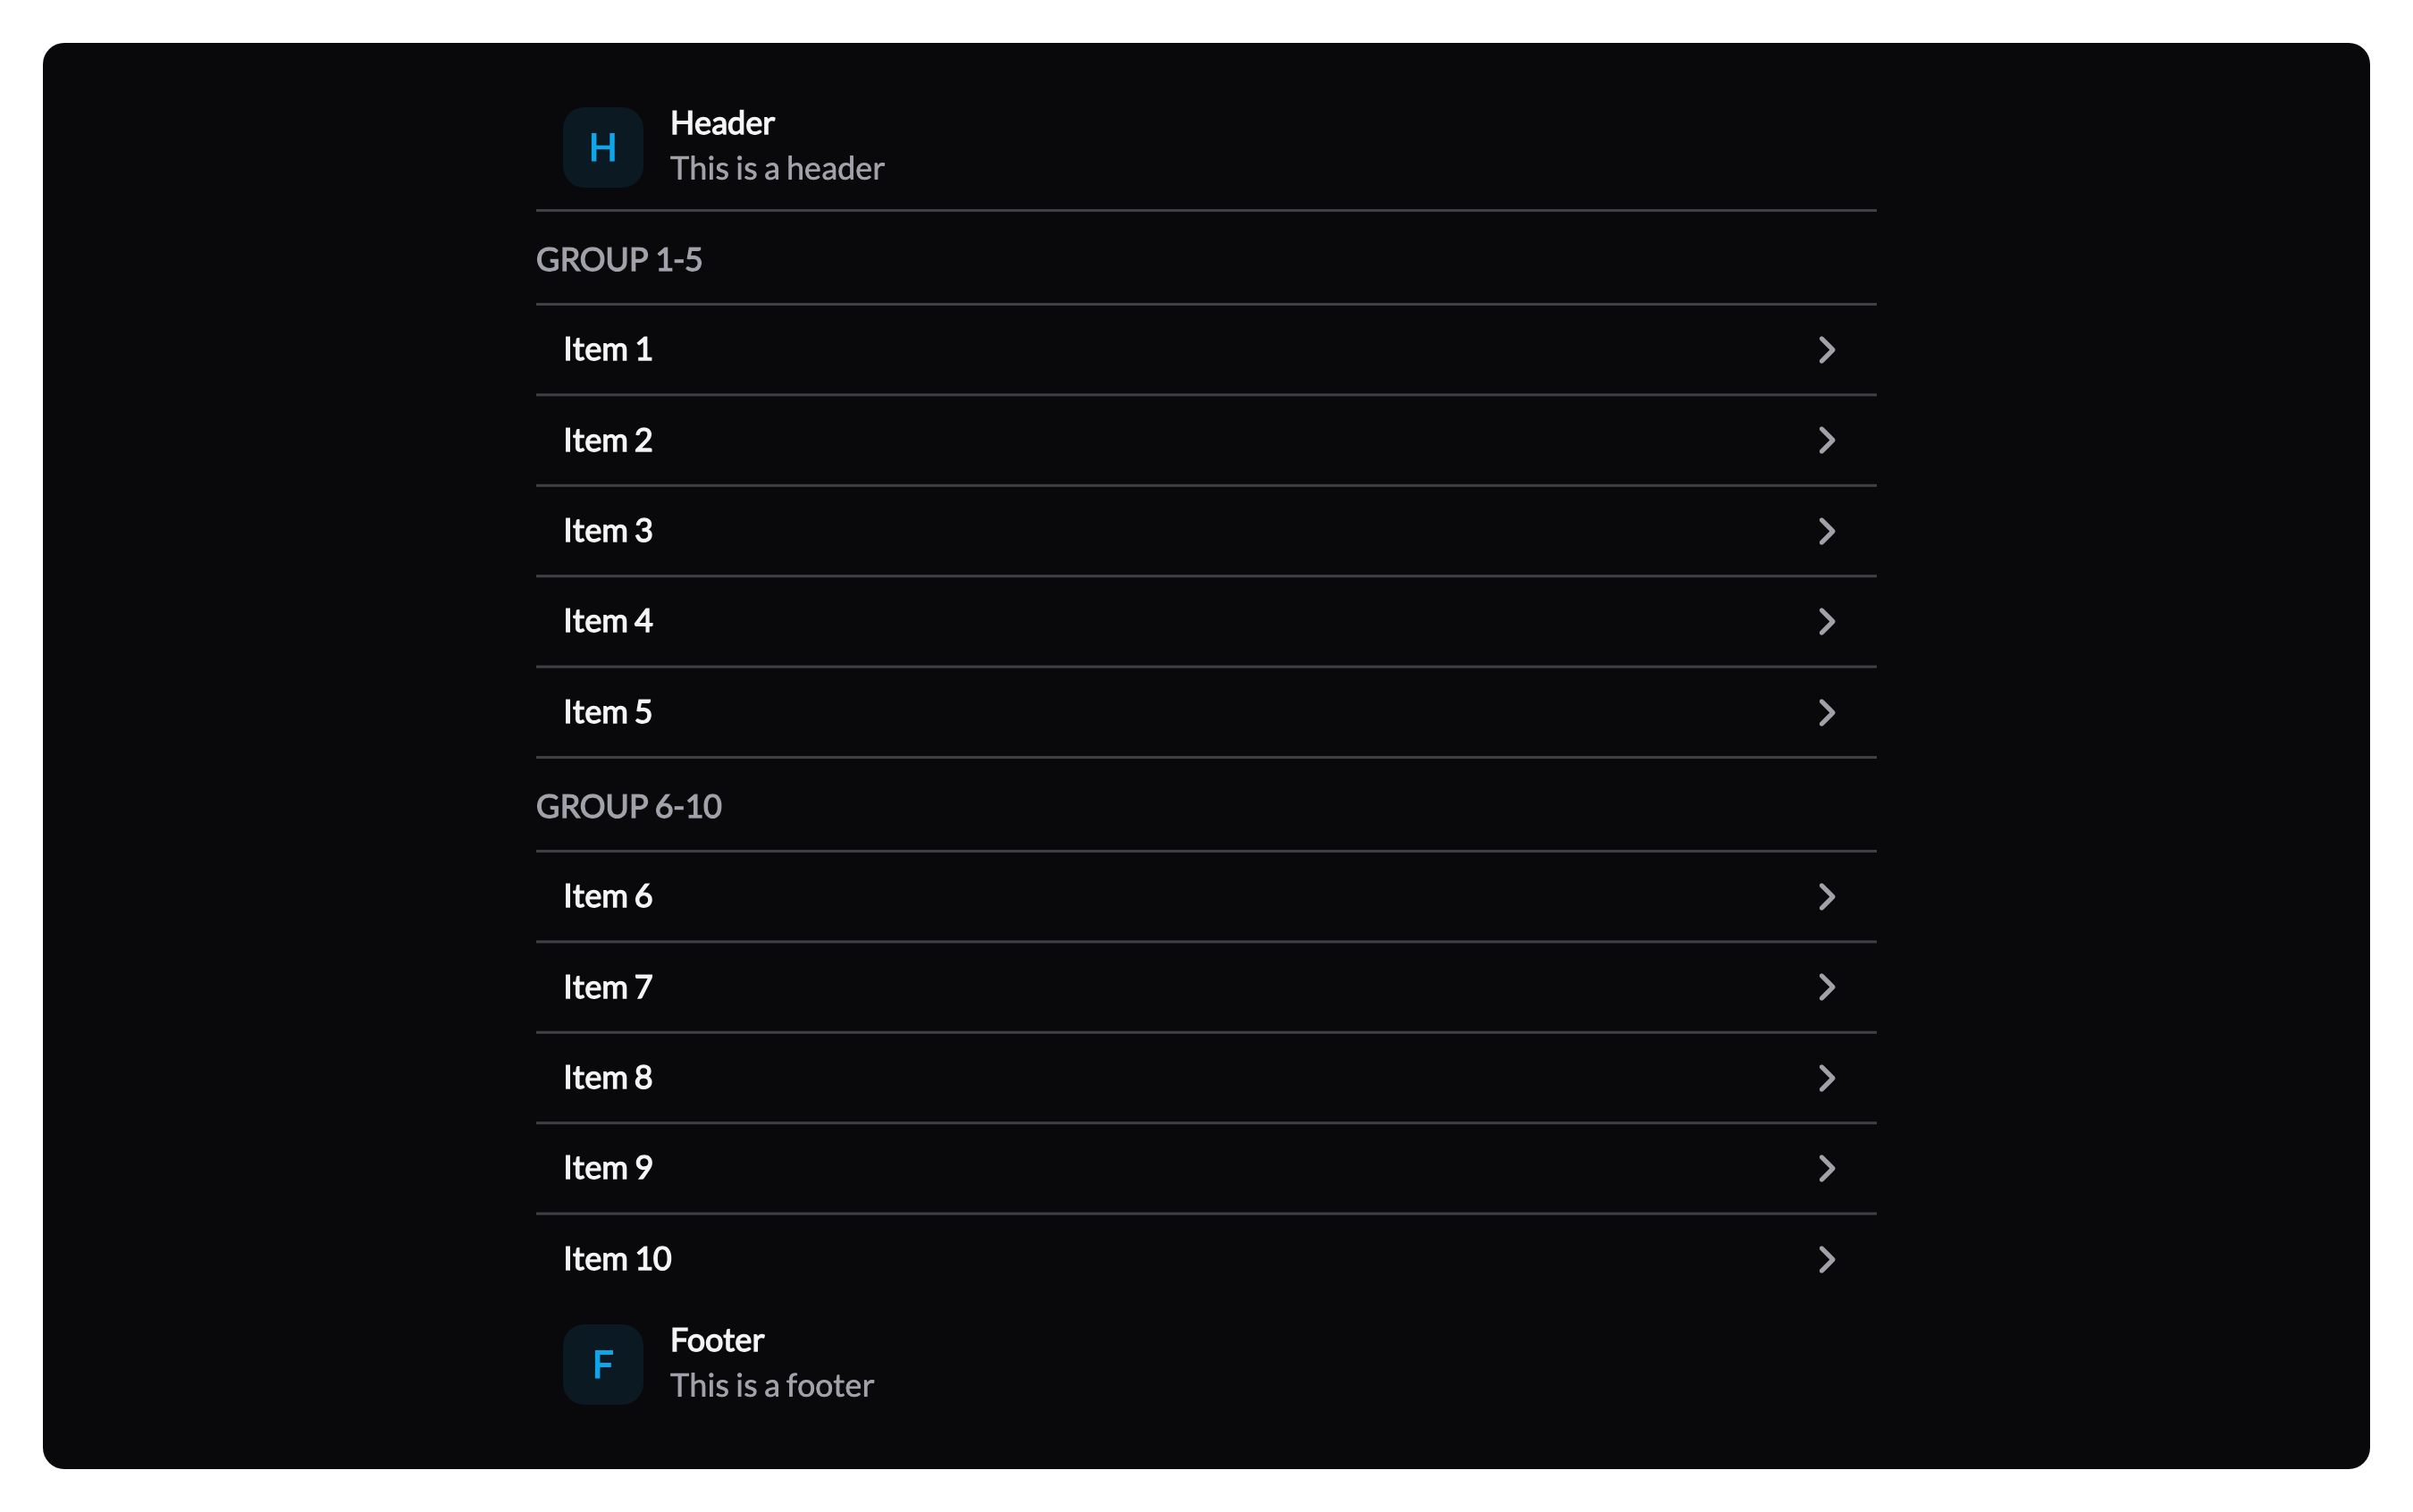 H
Header
This is a header
GROUP 1-5
Item 1
Item 2
Item 3
Item 4
Item 5
GROUP 6-10
Item 6
Item 7
Item 8
Item 9
Item 10
F
Footer
This is a footer